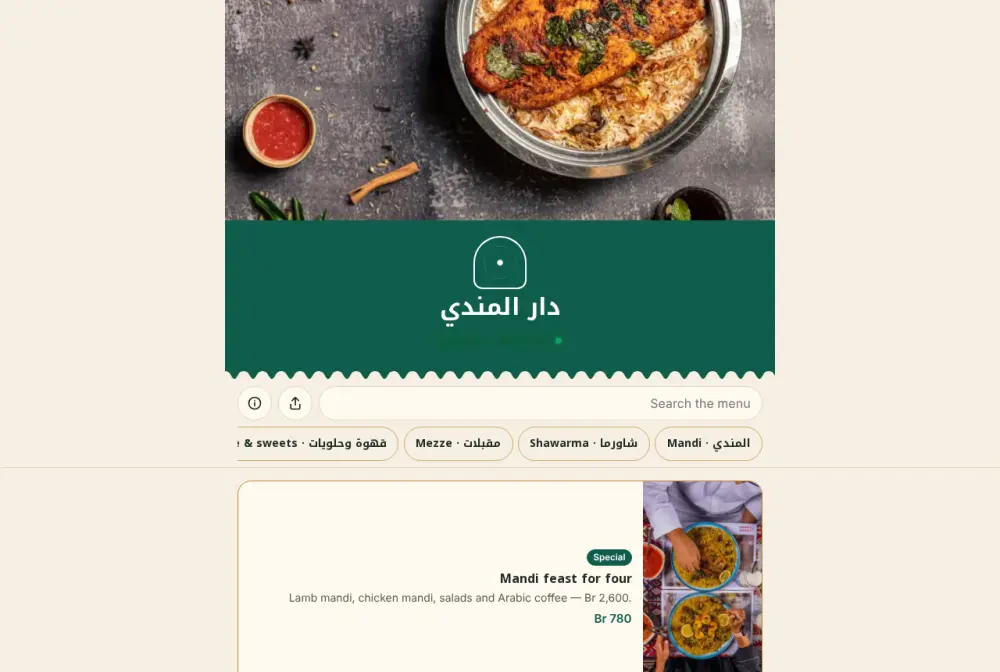 دار المندي
Search the menu
المندي · Mandi
شاورما · Shawarma
مقبلات · Mezze
قهوة وحلويات · & sweets
Special
Mandi feast for four
Lamb mandi, chicken mandi, salads and Arabic coffee — Br 2,600.
Br 780